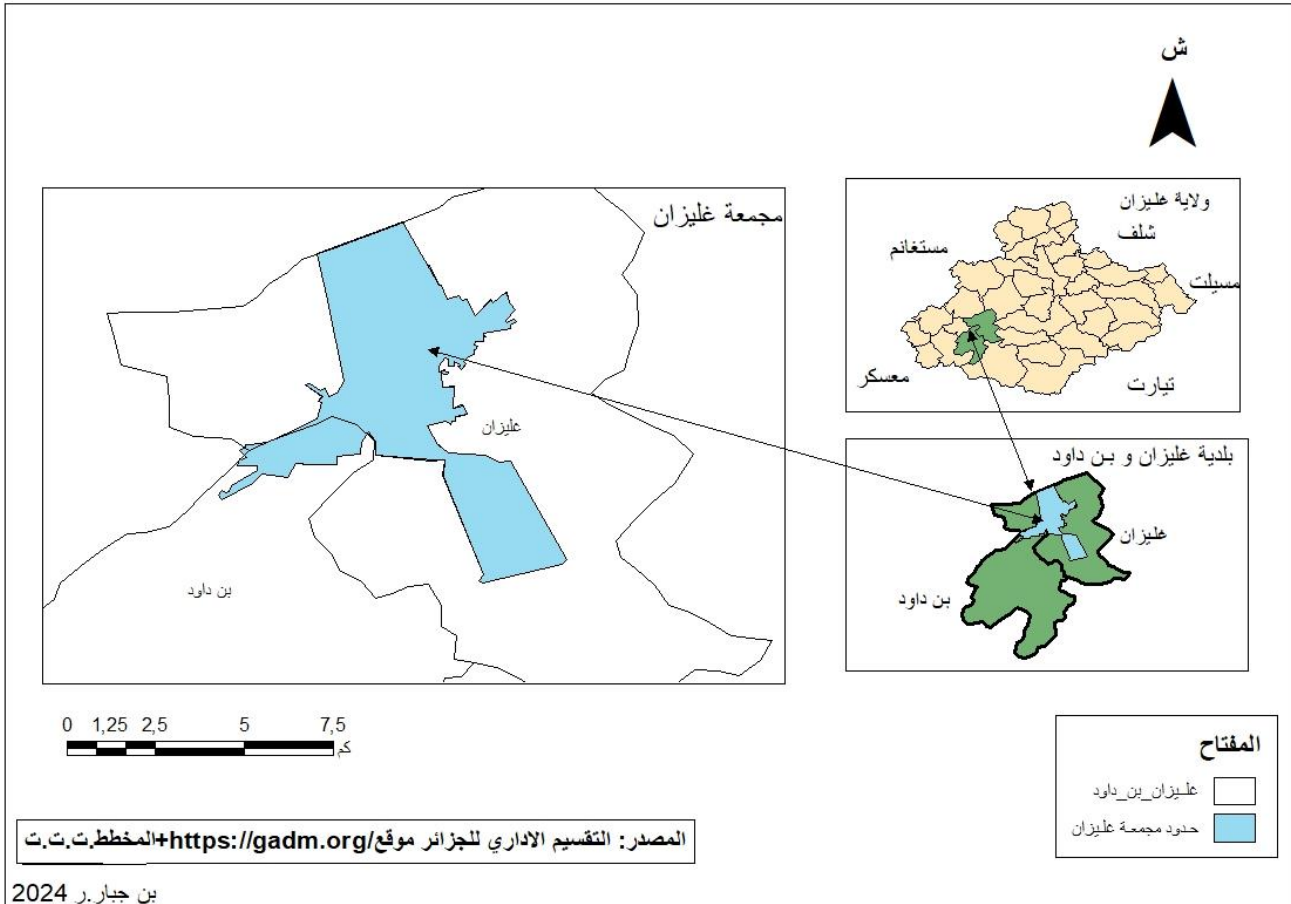 ش
مجمعة غليزان
غليزان
بن داود
ولاية غليزان
شلف
مستغانم
مسيلت
معسكر
تيارت
بلدية غليزان و بن داود
غليزان
بن داود
0 1,25 2,5 5 7,5
كم
المفتاح
غليزان_بن_داود
حدود مجمعة غليزان
المصدر: التقسيم الاداري للجزائر موقع/https://gadm.org+المخطط.ت.ت.ت
بن جبار.ر 2024